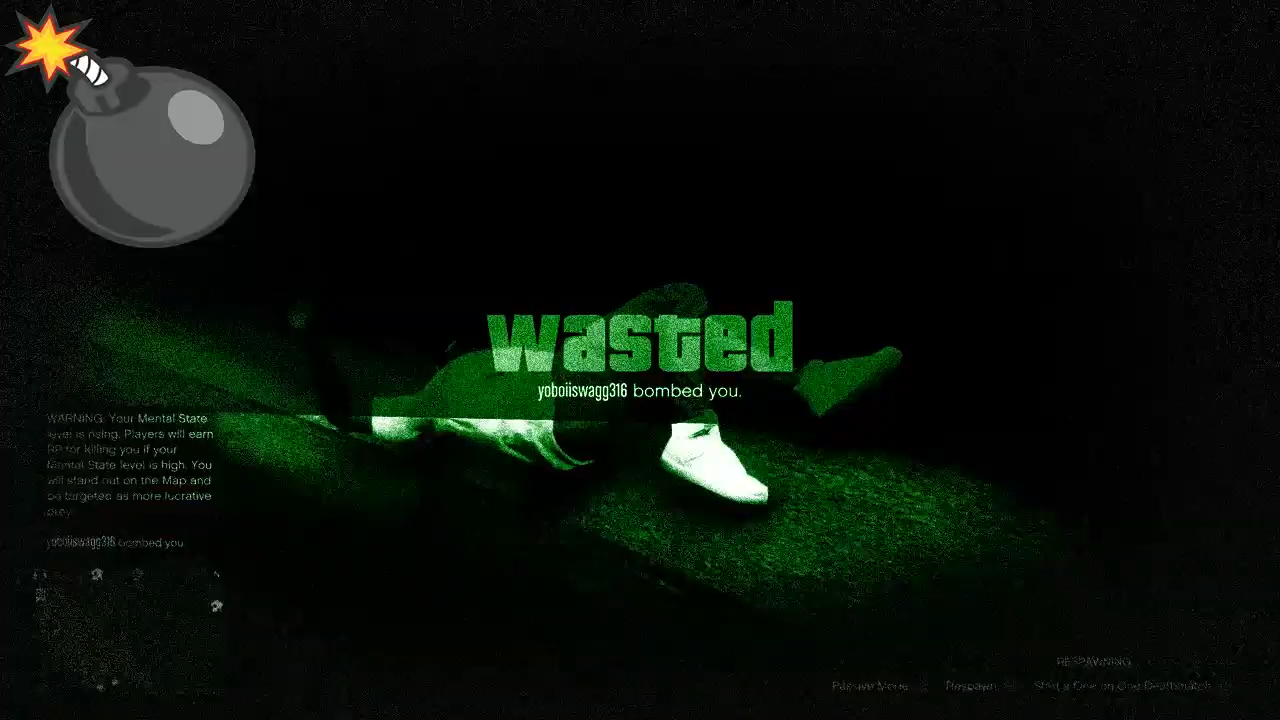 wasted
yoboiiswagg316 bombed you.
WARNING: Your Mental State
level is rising. Players will earn
RP for killing you if your
Mental State level is high. You
will stand out on the Map and
be targeted as more lucrative
prey.
yoboiiswagg316 bombed you.
RESPAWNING
Passive Mode Respawn Start a One on One Deathmatch